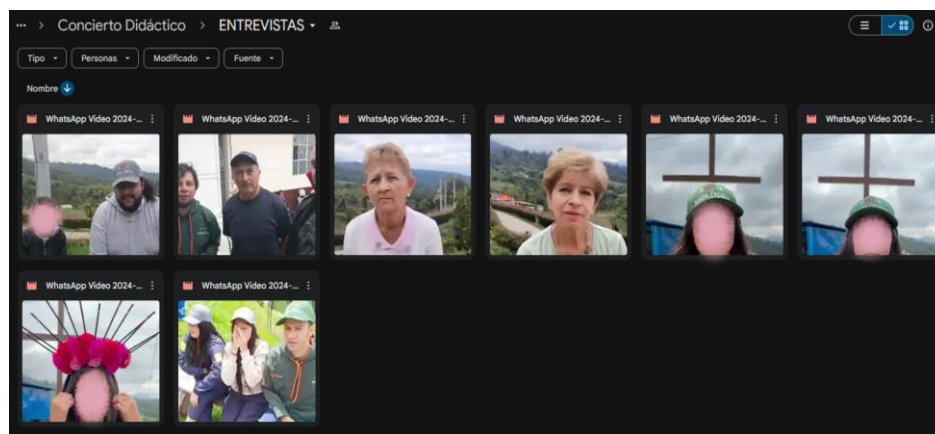 ... > Concierto Didáctico > ENTREVISTAS
Tipo Personas Modificado Fuente
Nombre
WhatsApp Video 2024-... WhatsApp Video 2024-... WhatsApp Video 2024-... WhatsApp Video 2024-... WhatsApp Video 2024-... WhatsApp Video 2024-...
WhatsApp Video 2024-... WhatsApp Video 2024-...